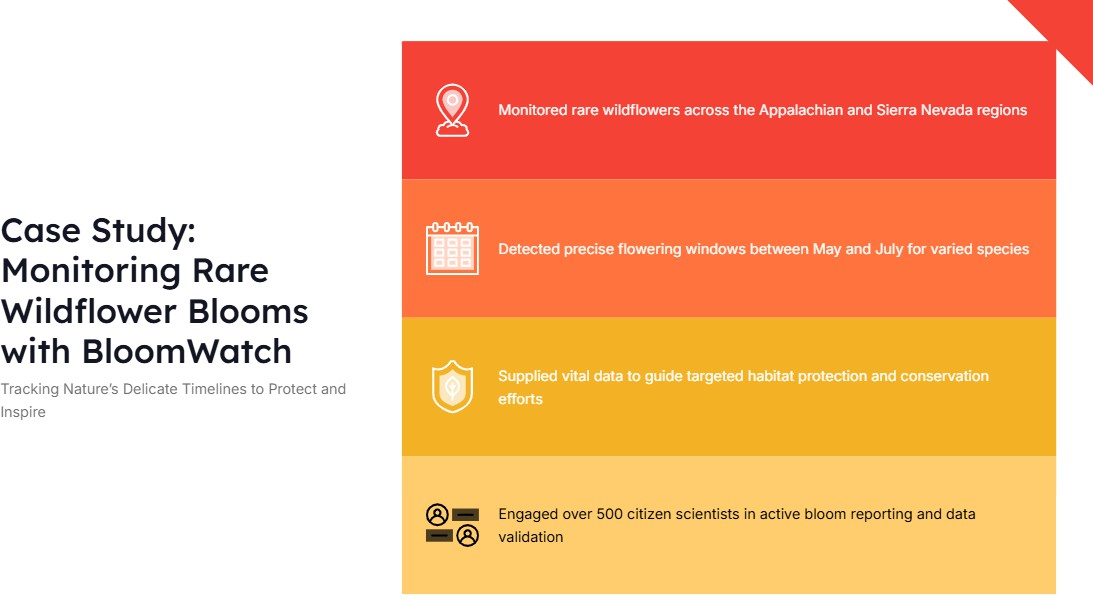 Case Study:
Monitoring Rare
Wildflower Blooms
with BloomWatch
Tracking Nature’s Delicate Timelines to Protect and
Inspire
Monitored rare wildflowers across the Appalachian and Sierra Nevada regions
Detected precise flowering windows between May and July for varied species
Supplied vital data to guide targeted habitat protection and conservation
efforts
Engaged over 500 citizen scientists in active bloom reporting and data
validation